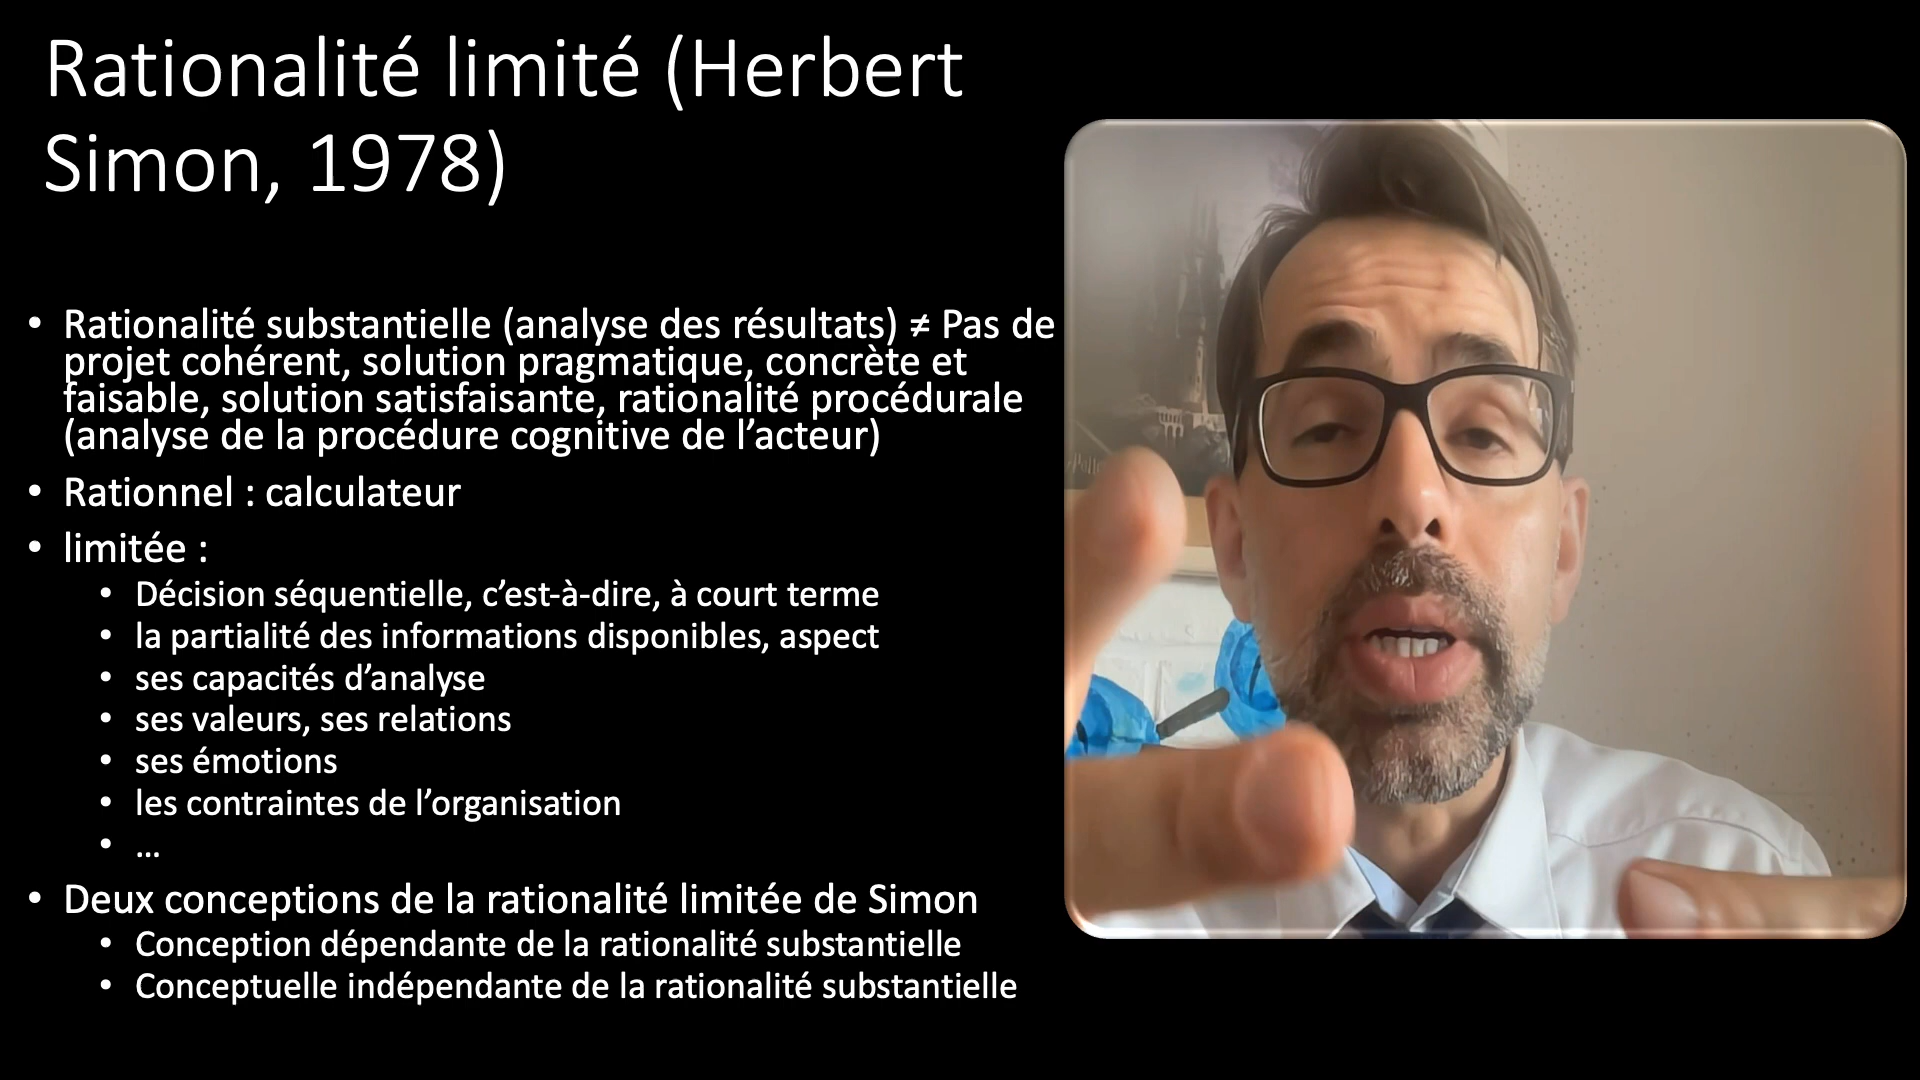 Rationalité limité (Herbert
Simon, 1978)
• Rationalité substantielle (analyse des résultats) ≠ Pas de
projet cohérent, solution pragmatique, concrète et
faisable, solution satisfaisante, rationalité procédurale
(analyse de la procédure cognitive de l’acteur)
• Rationnel : calculateur
• limitée :
• Décision séquentielle, c’est-à-dire, à court terme
• la partialité des informations disponibles, aspect
• ses capacités d’analyse
• ses valeurs, ses relations
• ses émotions
• les contraintes de l’organisation
• …
• Deux conceptions de la rationalité limitée de Simon
• Conception dépendante de la rationalité substantielle
• Conceptuelle indépendante de la rationalité substantielle